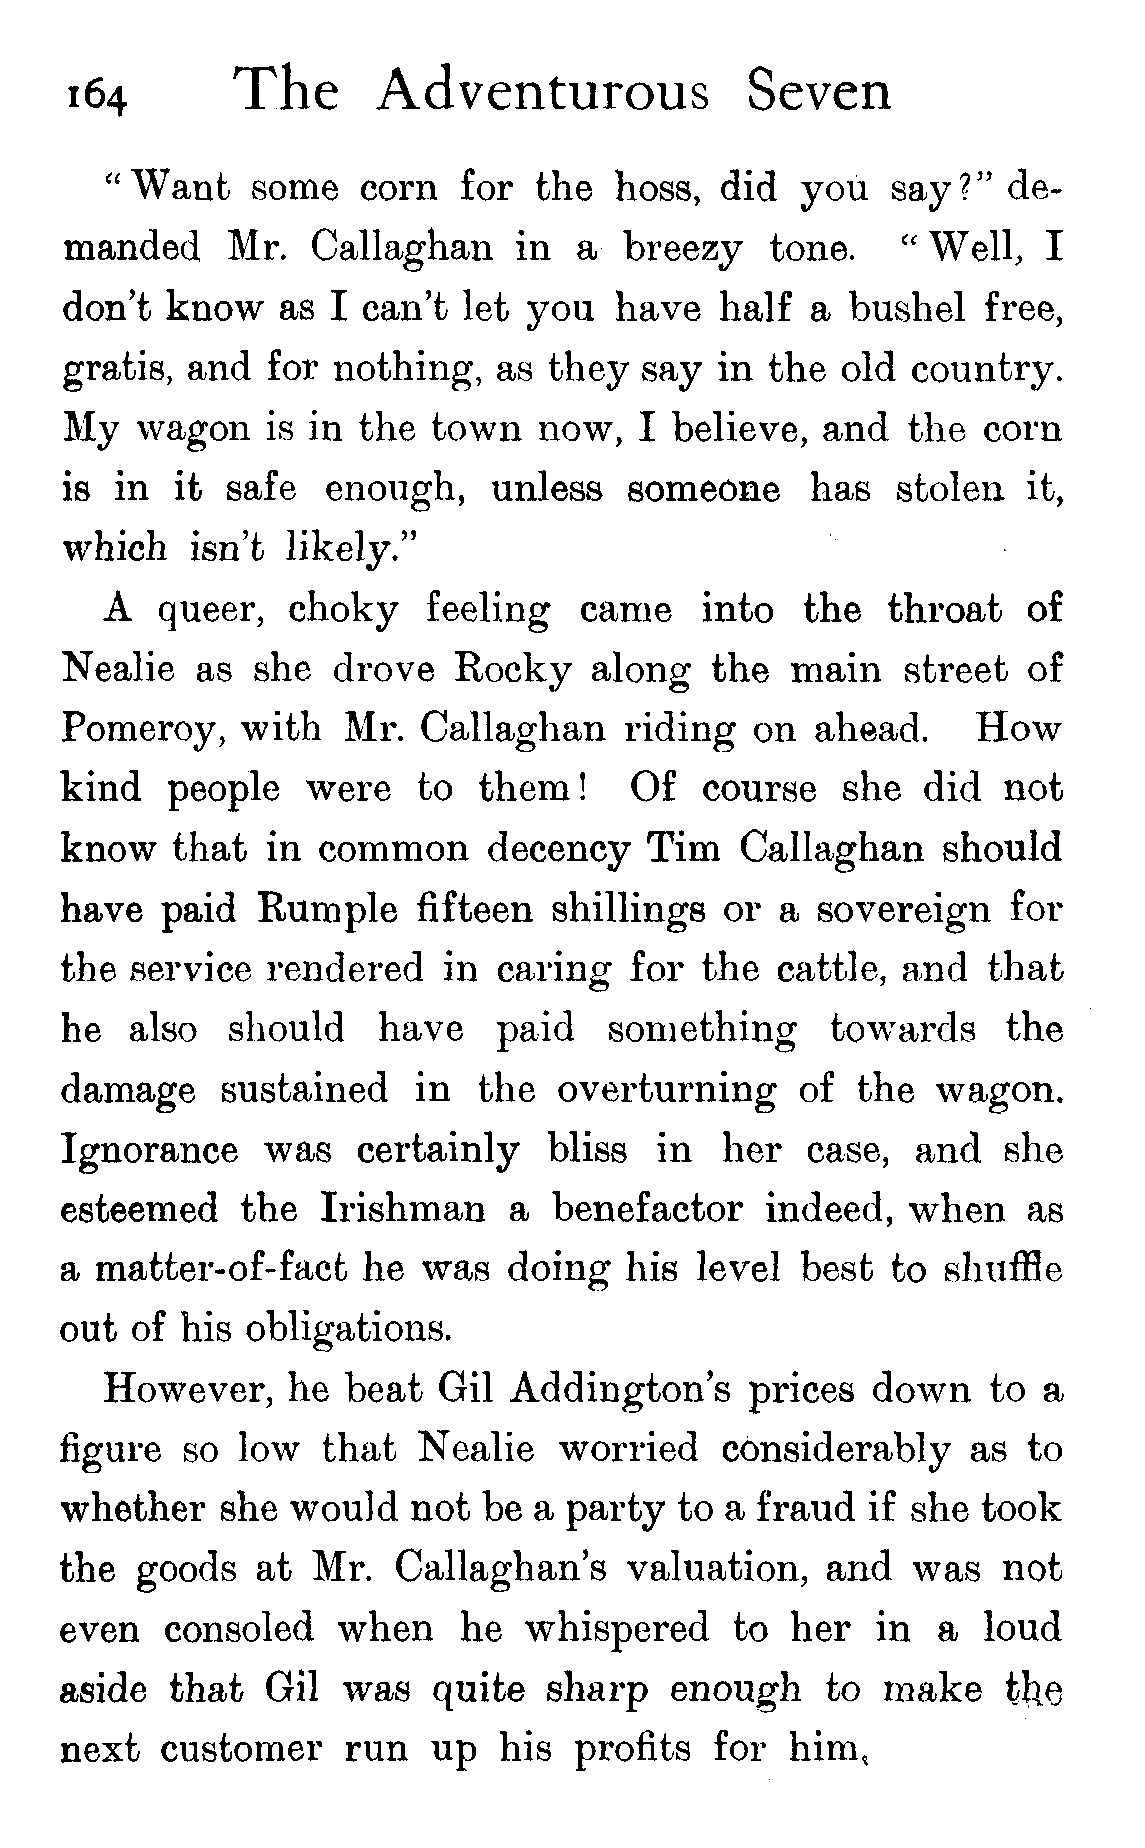 164 The Adventurous Seven
“Want some corn for the hoss, did you say?” de-
manded Mr. Callaghan in a breezy tone. “Well, I
don’t know as I can’t let you have half a bushel free,
gratis, and for nothing, as they say in the old country.
My wagon is in the town now, I believe, and the corn
is in it safe enough, unless someone has stolen it,
which isn’t likely.”
A queer, choky feeling came into the throat of
Nealie as she drove Rocky along the main street of
Pomeroy, with Mr. Callaghan riding on ahead. How
kind people were to them! Of course she did not
know that in common decency Tim Callaghan should
have paid Rumple fifteen shillings or a sovereign for
the service rendered in caring for the cattle, and that
he also should have paid something towards the
damage sustained in the overturning of the wagon.
Ignorance was certainly bliss in her case, and she
esteemed the Irishman a benefactor indeed, when as
a matter-of-fact he was doing his level best to shuffle
out of his obligations.
However, he beat Gil Addington’s prices down to a
figure so low that Nealie worried considerably as to
whether she would not be a party to a fraud if she took
the goods at Mr. Callaghan’s valuation, and was not
even consoled when he whispered to her in a loud
aside that Gil was quite sharp enough to make the
next customer run up his profits for him.